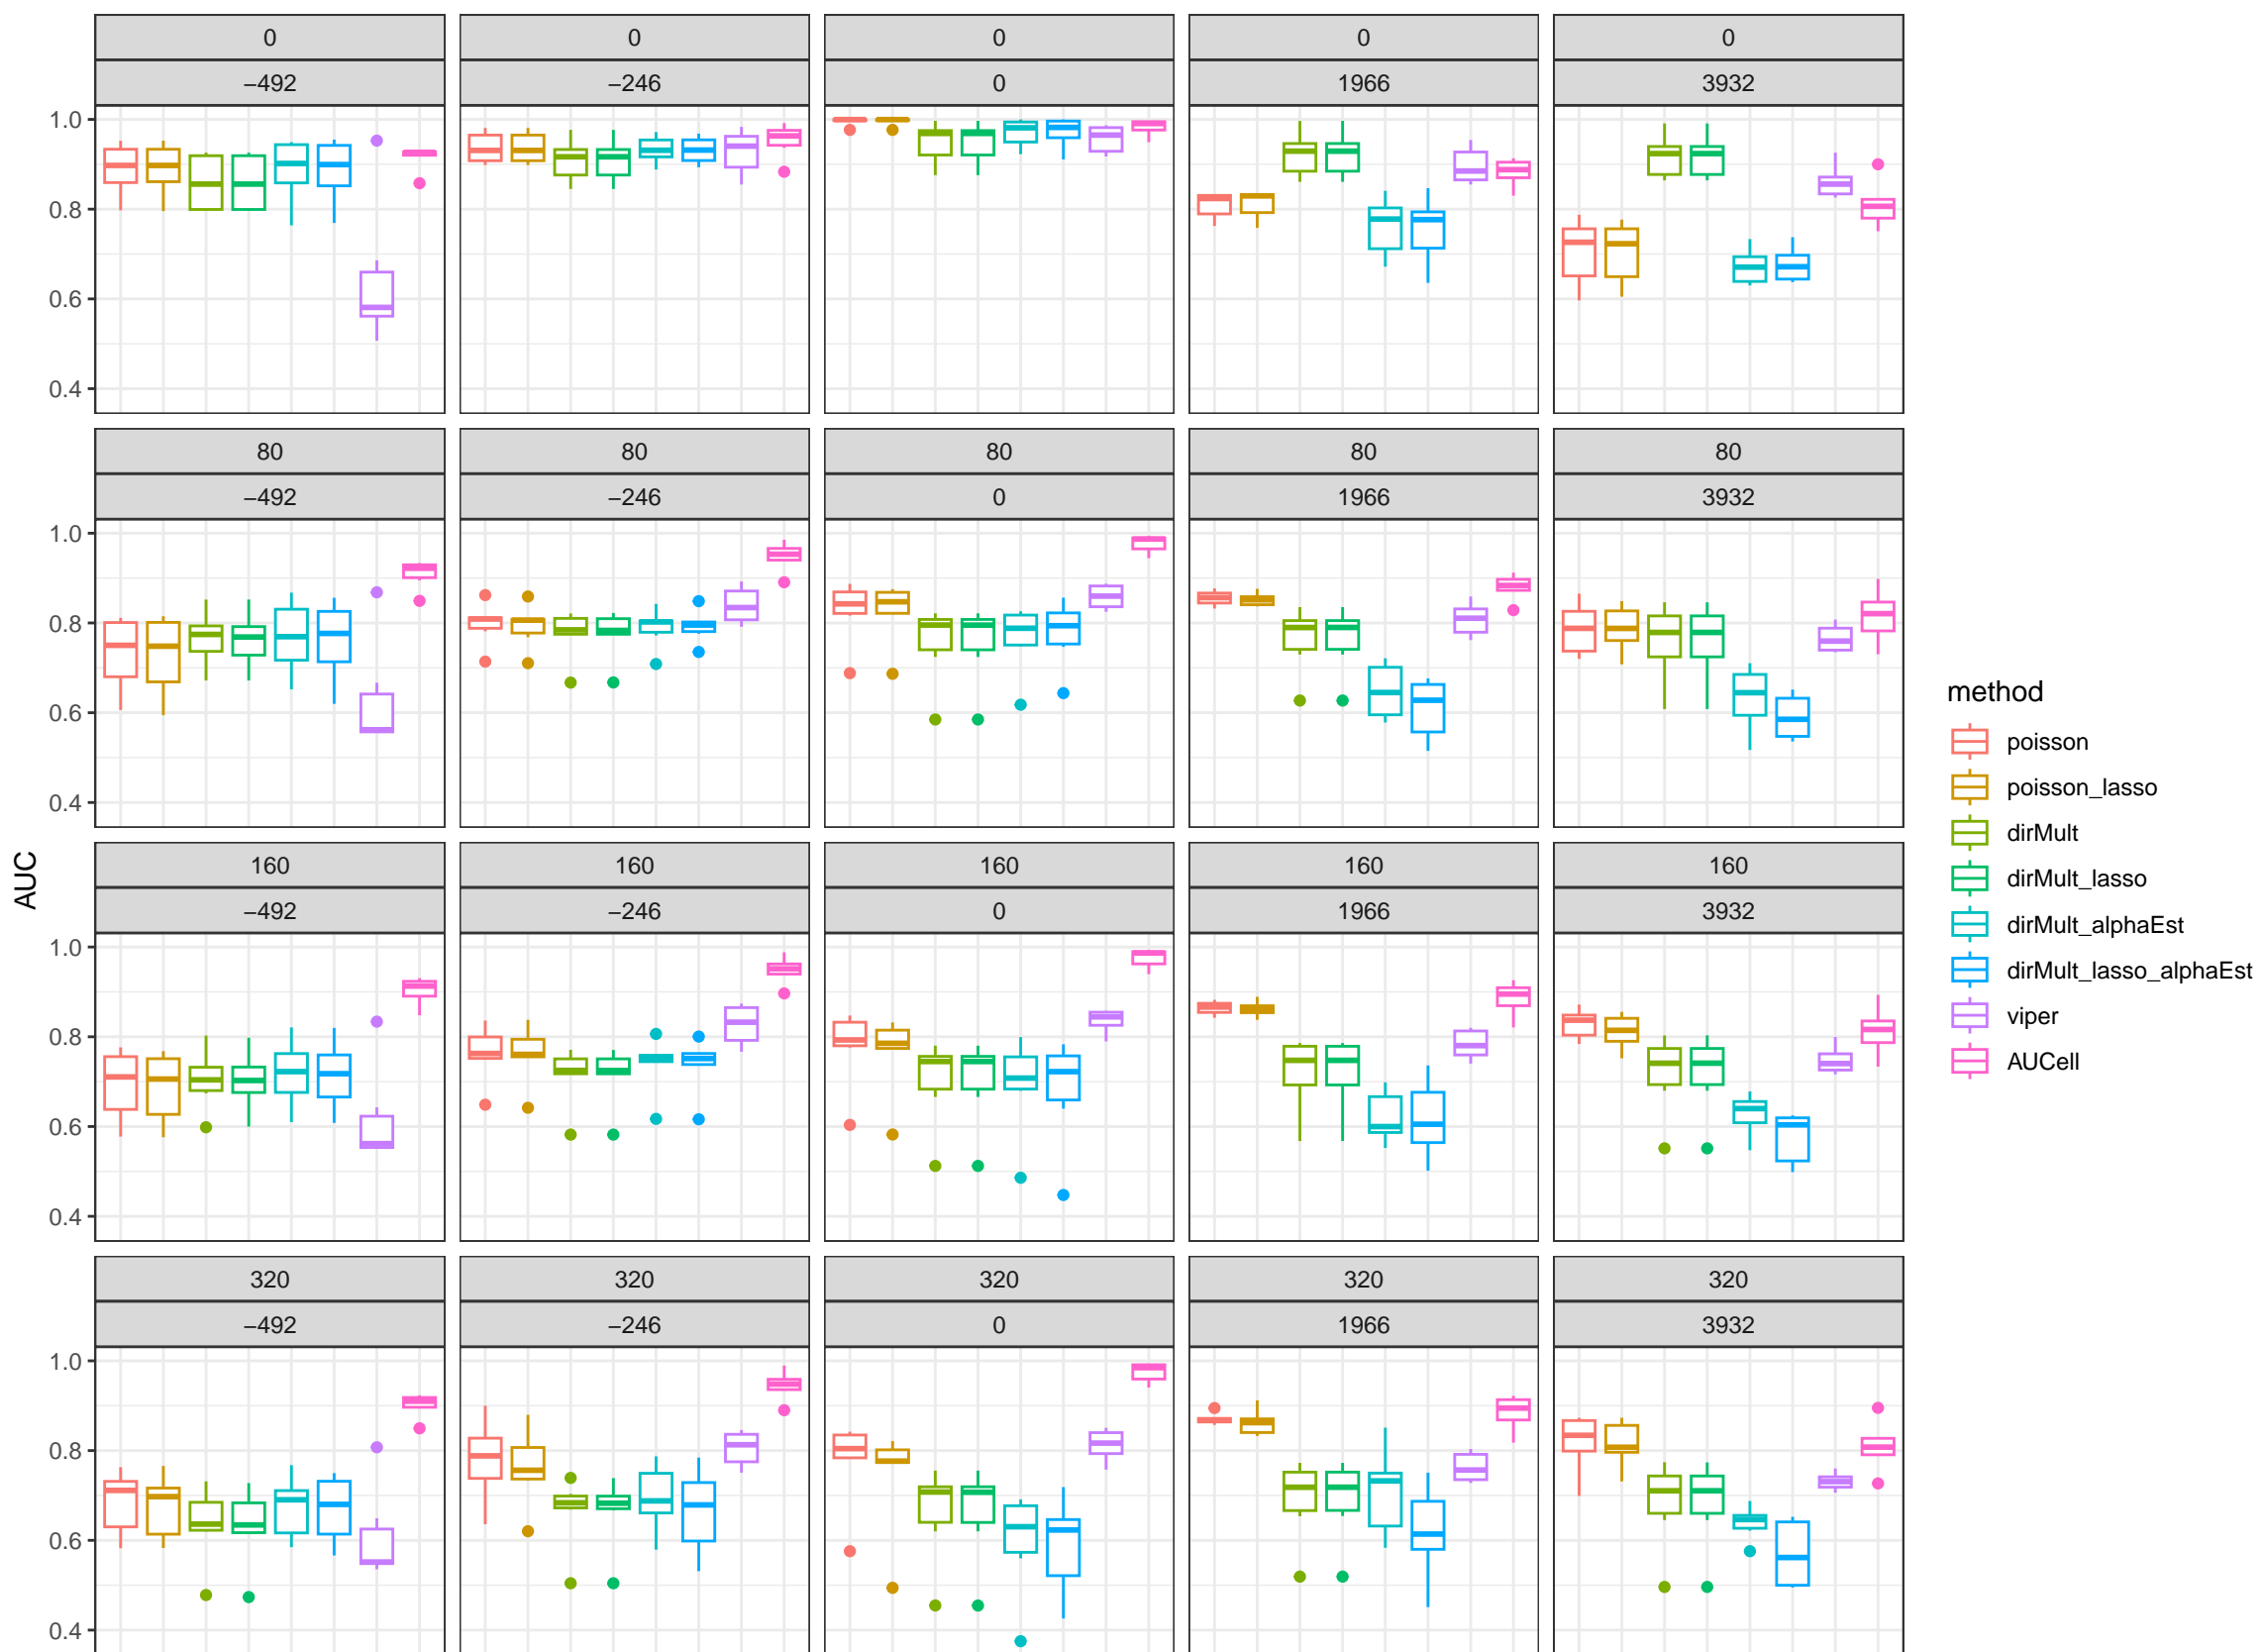 0 0 0 0 0
−492 −246 0 1966 3932
1.0
0.8
0.6
0.4
80 80 80 80 80
−492 −246 0 1966 3932
1.0
0.8
0.6
0.4
160 160 160 160 160
−492 −246 0 1966 3932
1.0
0.8
0.6
0.4
320 320 320 320 320
−492 −246 0 1966 3932
1.0
0.8
0.6
0.4
AUC
method
poisson
poisson_lasso
dirMult
dirMult_lasso
dirMult_alphaEst
dirMult_lasso_alphaEst
viper
AUCell